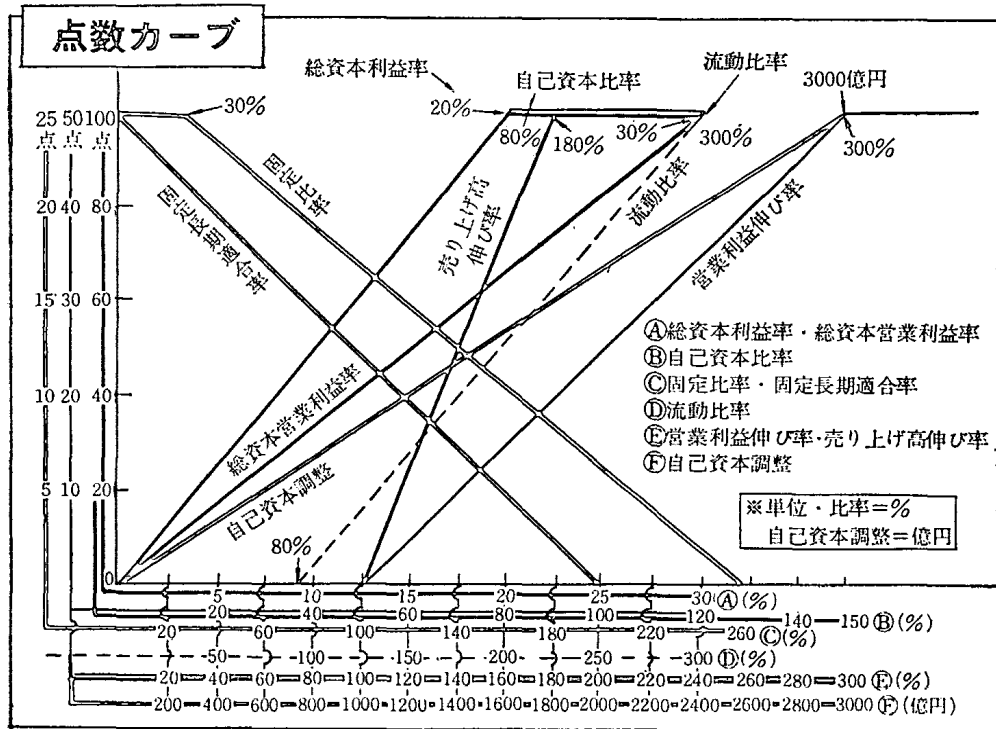 点数カーブ
総資本利益率
20%
自己資本比率
80%
180%
流動比率
30%
300%
3000億円
300%
30%
25 50 100
点 点 点
固定比率
固定長期適合率
売り上げ高
伸び率
流動比率
営業利益伸び率
20 40 80
15 30 60
10 20 40
5 10 20
0
総資本営業利益率
自己資本調整
80%
Ⓐ総資本利益率・総資本営業利益率
Ⓑ自己資本比率
Ⓒ固定比率・固定長期適合率
Ⓓ流動比率
Ⓔ営業利益伸び率・売り上げ高伸び率
Ⓕ自己資本調整
※単位・比率=%
自己資本調整=億円
5 10 15 20 25 30 Ⓐ(%)
20 40 60 80 100 120 140 150 Ⓑ(%)
20 60 100 140 180 220 260 Ⓒ(%)
50 100 150 200 250 300 Ⓓ(%)
20 40 60 80 100 120 140 160 180 200 220 240 260 280 300 Ⓔ(%)
200 400 600 800 1000 1200 1400 1600 1800 2000 2200 2400 2600 2800 3000 Ⓕ(億円)